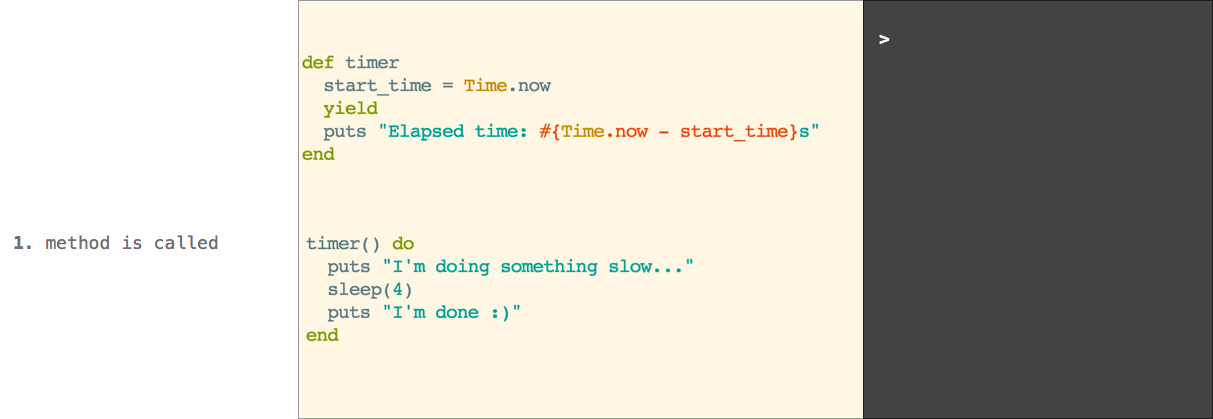 def timer
  start_time = Time.now
  yield
  puts "Elapsed time: #{Time.now - start_time}s"
end
1. method is called
timer() do
  puts "I'm doing something slow..."
  sleep(4)
  puts "I'm done :)"
end
>